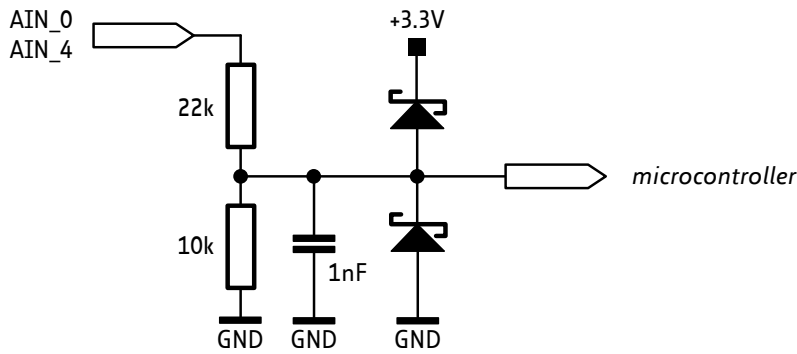 AIN_0
AIN_4
+3.3V
22k
microcontroller
10k
1nF
GND
GND
GND